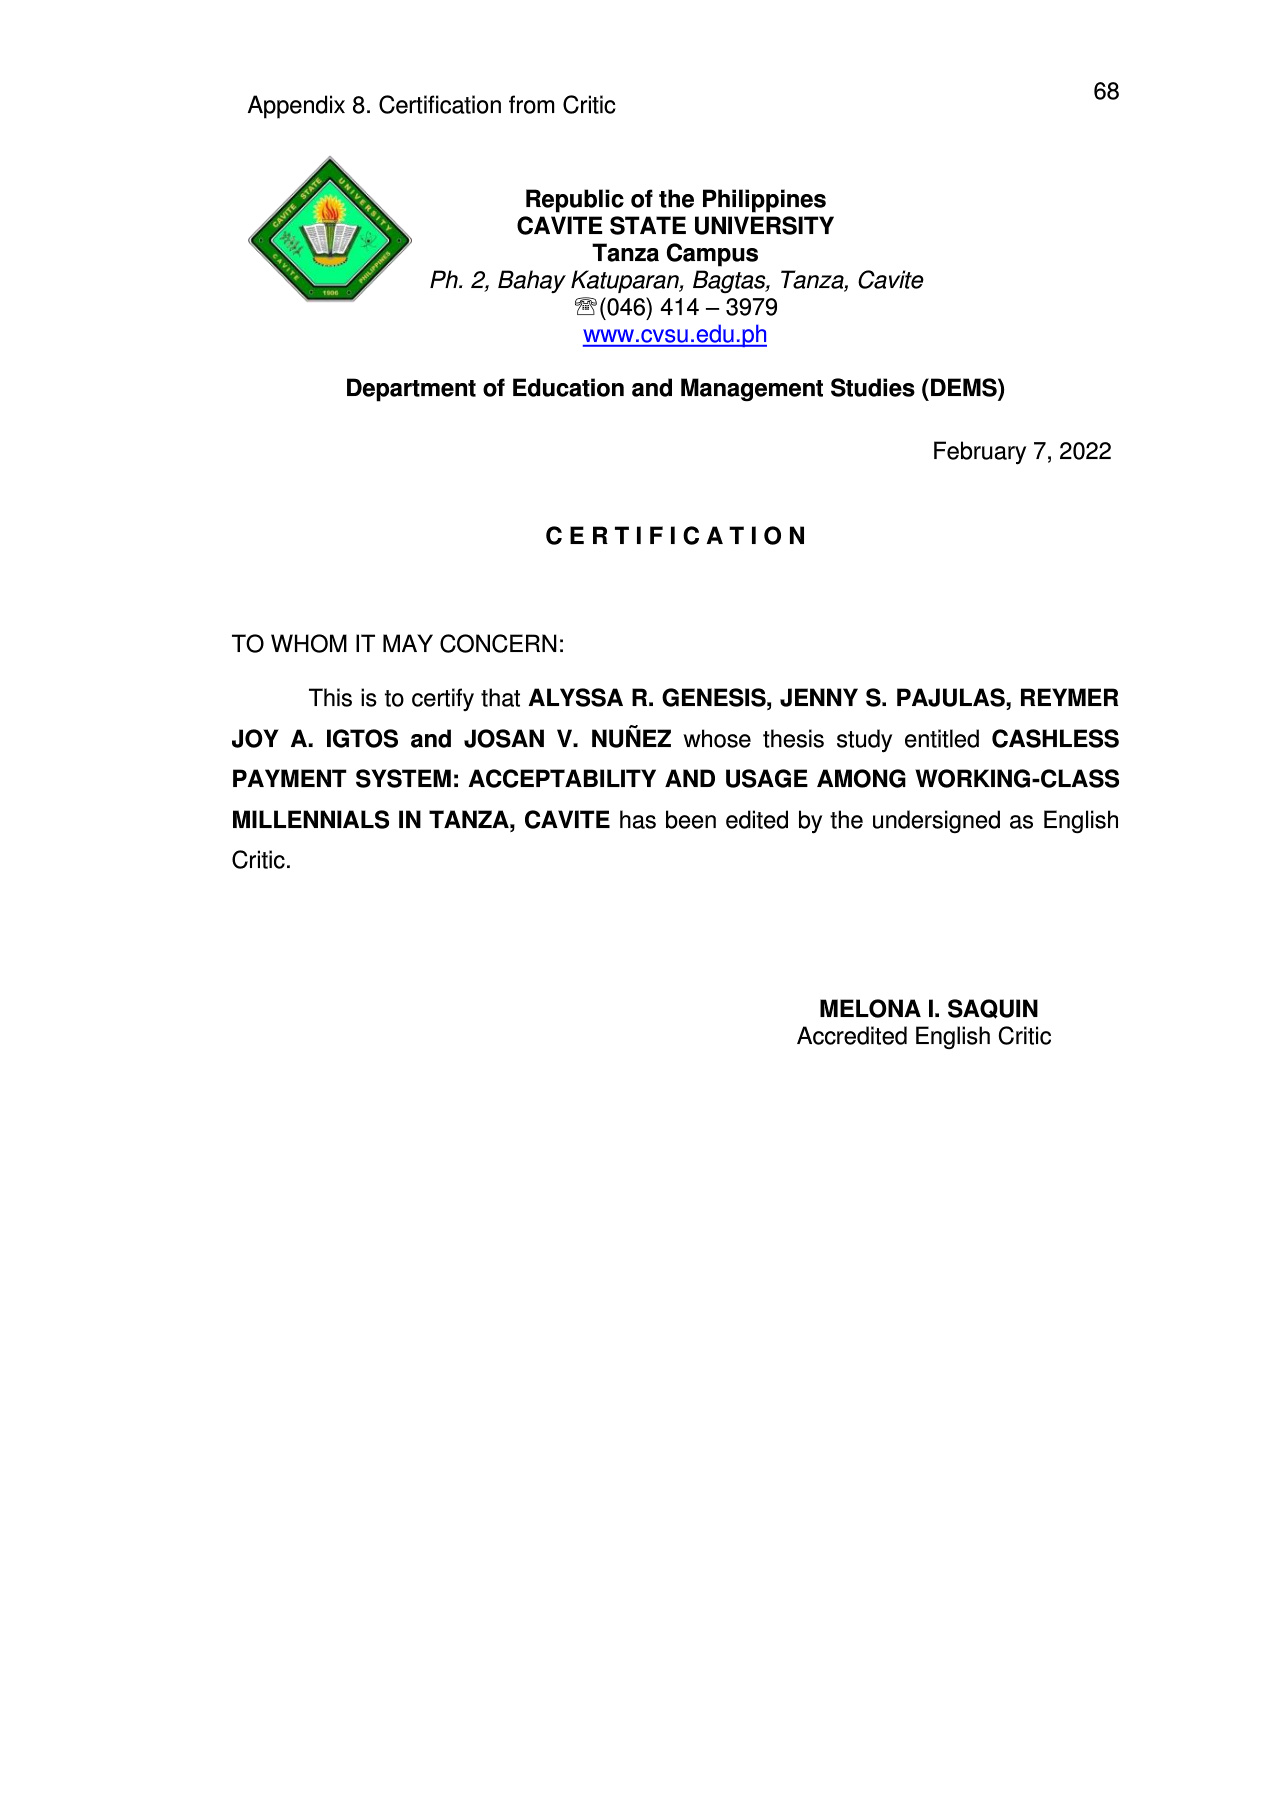 68
Appendix 8. Certification from Critic
CAVITE STATE UNIVERSITY
CAVITE
PHILIPPINES
1906
Republic of the Philippines
CAVITE STATE UNIVERSITY
Tanza Campus
Ph. 2, Bahay Katuparan, Bagtas, Tanza, Cavite
☏(046) 414 – 3979
www.cvsu.edu.ph
Department of Education and Management Studies (DEMS)
February 7, 2022
C E R T I F I C A T I O N
TO WHOM IT MAY CONCERN:
This is to certify that ALYSSA R. GENESIS, JENNY S. PAJULAS, REYMER
JOY A. IGTOS and JOSAN V. NUÑEZ whose thesis study entitled CASHLESS
PAYMENT SYSTEM: ACCEPTABILITY AND USAGE AMONG WORKING-CLASS
MILLENNIALS IN TANZA, CAVITE has been edited by the undersigned as English
Critic.
MELONA I. SAQUIN
Accredited English Critic